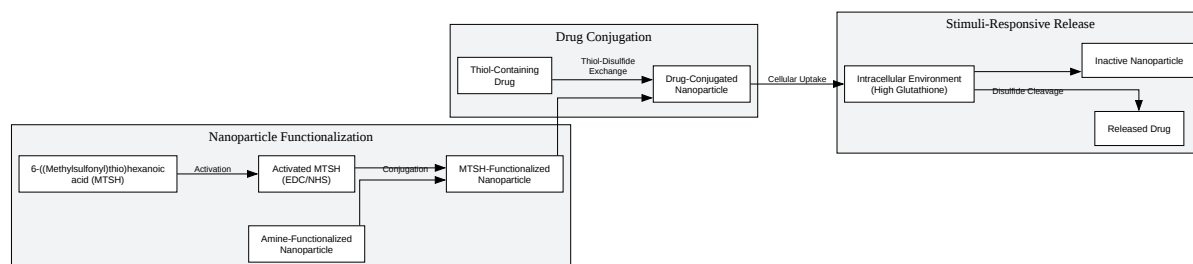 Nanoparticle Functionalization
6-((Methylsulfonyl)thio)hexanoic
acid (MTSH)
Activation
Activated MTSH
(EDC/NHS)
Conjugation
MTSH-Functionalized
Nanoparticle
Amine-Functionalized
Nanoparticle
Drug Conjugation
Thiol-Containing
Drug
Thiol-Disulfide
Exchange
Drug-Conjugated
Nanoparticle
Cellular Uptake
Stimuli-Responsive Release
Intracellular Environment
(High Glutathione)
Disulfide Cleavage
Inactive Nanoparticle
Released Drug